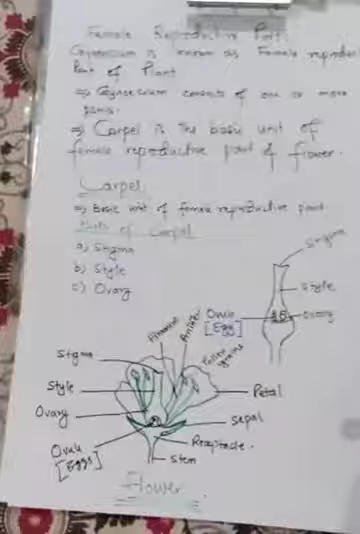 Female Reproductive Part
Gynoecium is known as Female reproductive
Part of Plant
⇒ Gynoecium consists of one or more
⇒ Carpel is the basic unit of
female reproductive part of flower.
Carpel
⇒ Basic unit of female reproductive plant
Parts of Carpel
a) Stigma
b) Style
c) Ovary
Stigma
Style
Ovary
Ovule
[Egg]
Filament
Anther
Pollen
grains
Stigma
Style
Ovary
Ovule
[Eggs]
Petal
Sepal
Receptacle.
Stem
Flower